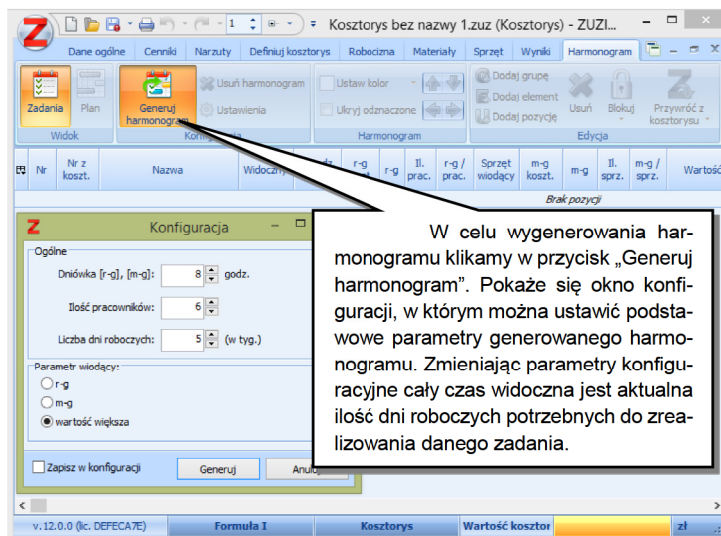 Kosztorys bez nazwy 1.zuz (Kosztorys) - ZUZI...
1
Dane ogólne Cenniki Narzuty Definiuj kosztorys Robocizna Materiały Sprzęt Wyniki Harmonogram
Zadania Plan
Widok
Generuj harmonogram
Usuń harmonogram
Ustawienia
Ustaw kolor
Ukryj odznaczone
Harmonogram
Dodaj grupę
Dodaj element
Dodaj pozycję
Usuń Blokuj
Przywróć z kosztorysu
Edycja
Nr Nr z koszt. Nazwa Widoczny r-g r-g Il. prac. r-g / prac. Sprzęt wiodący m-g koszt. m-g Il. sprz. m-g / sprz. Wartość
Brak pozycji
Z Konfiguracja
Ogólne
Dniówka [r-g], [m-g]: 8 godz.
Ilość pracowników: 6
Liczba dni roboczych: 5 (w tyg.)
Parametr wiodący:
r-g
m-g
wartość większa
Zapisz w konfiguracji Generuj
W celu wygenerowania har-
monogramu klikamy w przycisk „Generuj
harmonogram”. Pokaże się okno konfi-
guracji, w którym można ustawić podsta-
wowe parametry generowanego harmo-
nogramu. Zmieniając parametry konfigu-
racyjne cały czas widoczna jest aktualna
ilość dni roboczych potrzebnych do zrea-
lizowania danego zadania.
v.12.0.0 (lic. DEFECA7E) Formuła I Kosztorys Wartość kosztor zł